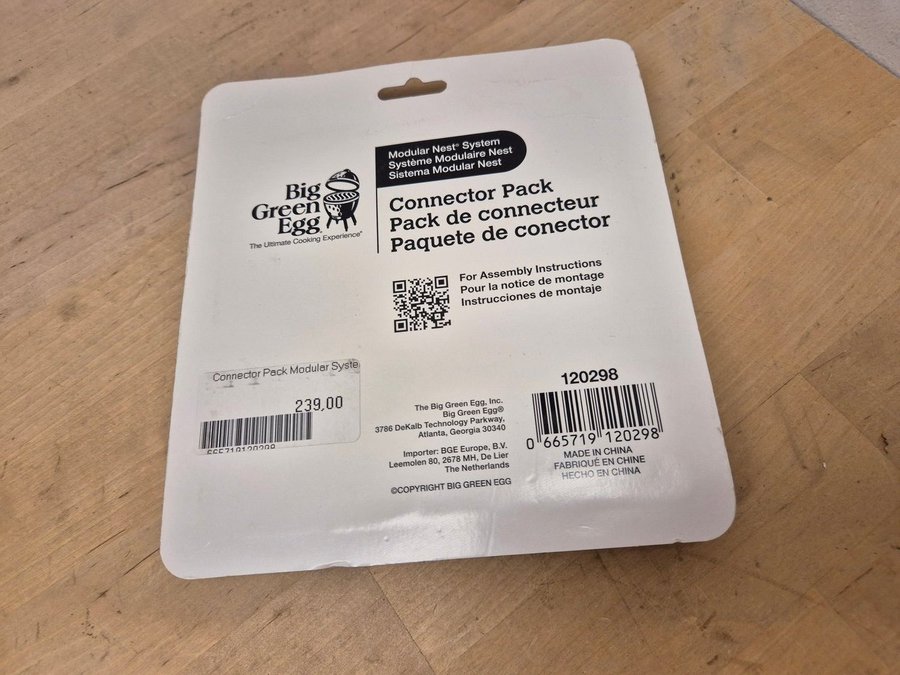 Modular Nest® System
Système Modulaire Nest
Sistema Modular Nest
Big
Green
Egg®
The Ultimate Cooking Experience®
Connector Pack
Pack de connecteur
Paquete de conector
For Assembly Instructions
Pour la notice de montage
Instrucciones de montaje
Connector Pack Modular Syste
239,00
665719120298
The Big Green Egg, Inc.
Big Green Egg®
3786 DeKalb Technology Parkway,
Atlanta, Georgia 30340
Importer: BGE Europe, B.V.
Leemolen 80, 2678 MH, De Lier
The Netherlands
©COPYRIGHT BIG GREEN EGG
120298
0 665719 120298
MADE IN CHINA
FABRIQUÉ EN CHINE
HECHO EN CHINA